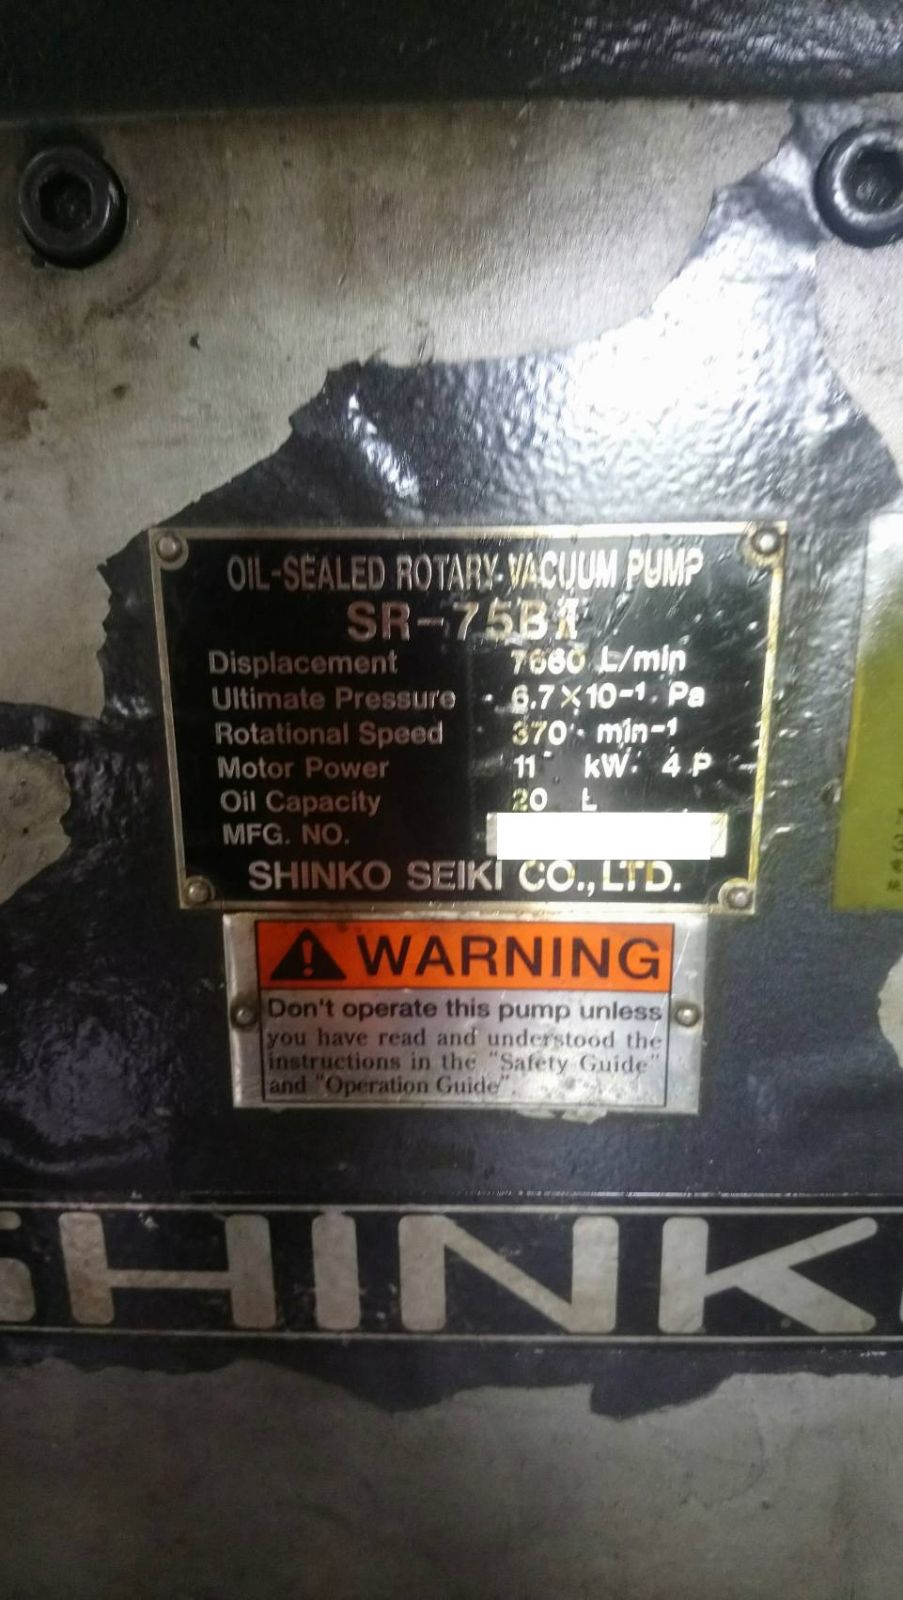 OIL-SEALED ROTARY VACUUM PUMP
SR-75BⅡ
Displacement 7660 L/min
Ultimate Pressure 6.7×10-¹ Pa
Rotational Speed 370 min-¹
Motor Power 11 kW 4 P
Oil Capacity 20 L
MFG. NO.
SHINKO SEIKI CO., LTD.
WARNING
Don't operate this pump unless
you have read and understood the
instructions in the "Safety Guide"
and "Operation Guide"
SHINK